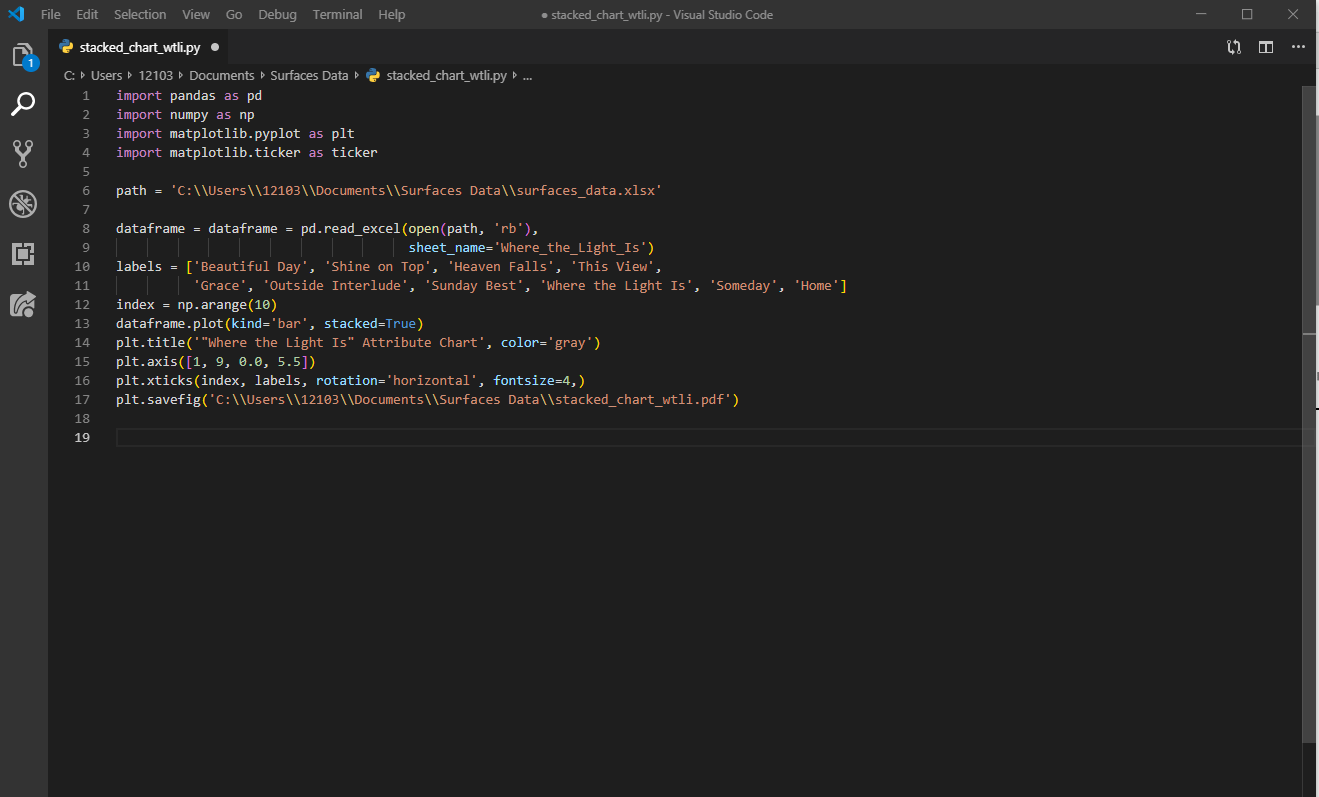 File Edit Selection View Go Debug Terminal Help ● stacked_chart_wtli.py - Visual Studio Code
stacked_chart_wtli.py ●
1
C: Users 12103 Documents Surfaces Data stacked_chart_wtli.py ...
1 import pandas as pd
2 import numpy as np
3 import matplotlib.pyplot as plt
4 import matplotlib.ticker as ticker
5
6 path = 'C:\\Users\\12103\\Documents\\Surfaces Data\\surfaces_data.xlsx'
7
8 dataframe = dataframe = pd.read_excel(open(path, 'rb'),
9 sheet_name='Where_the_Light_Is')
10 labels = ['Beautiful Day', 'Shine on Top', 'Heaven Falls', 'This View',
11 'Grace', 'Outside Interlude', 'Sunday Best', 'Where the Light Is', 'Someday', 'Home']
12 index = np.arange(10)
13 dataframe.plot(kind='bar', stacked=True)
14 plt.title('"Where the Light Is" Attribute Chart', color='gray')
15 plt.axis([1, 9, 0.0, 5.5])
16 plt.xticks(index, labels, rotation='horizontal', fontsize=4,)
17 plt.savefig('C:\\Users\\12103\\Documents\\Surfaces Data\\stacked_chart_wtli.pdf')
18
19